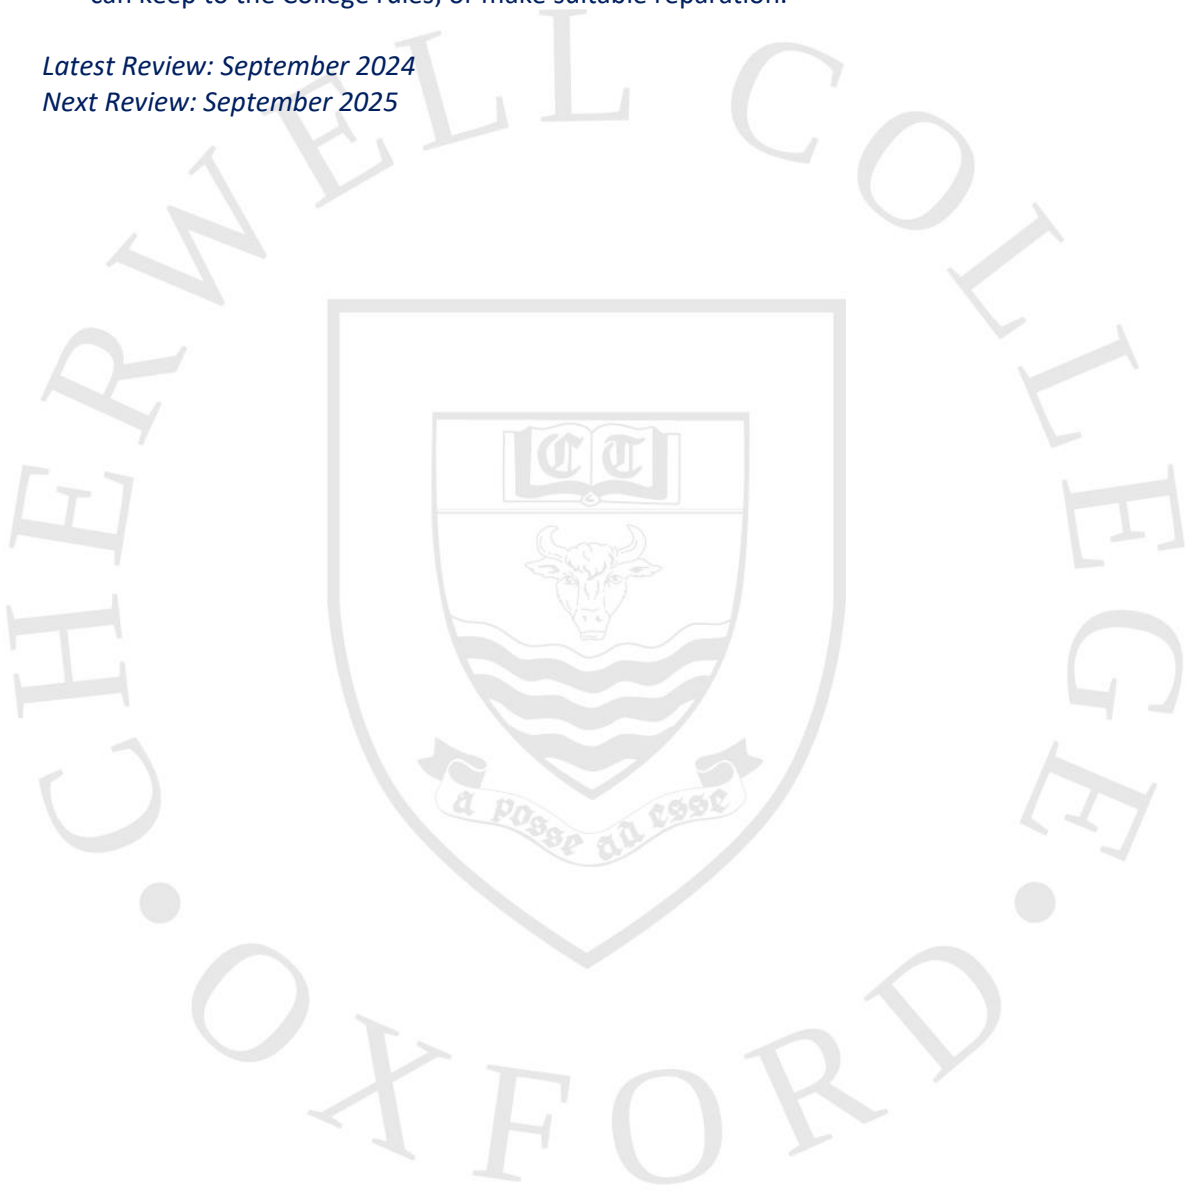 can keep to the College rules, or make suitable reparation.
Latest Review: September 2024
Next Review: September 2025
CHERWELL COLLEGE
C T
a posse ad esse
• OXFORD •